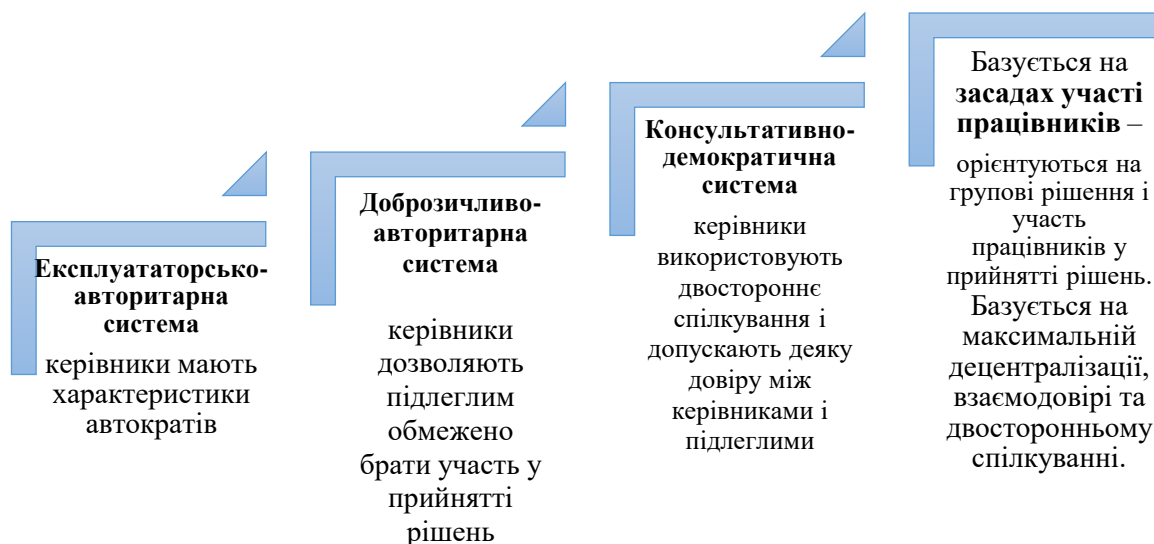 Експлуататорсько-
авторитарна
система
керівники мають
характеристики
автократів
Доброзичливо-
авторитарна
система
керівники
дозволяють
підлеглим
обмежено
брати участь у
прийнятті
рішень
Консультативно-
демократична
система
керівники
використовують
двостороннє
спілкування і
допускають деяку
довіру між
керівниками і
підлеглими
Базується на
засадах участі
працівників –
орієнтуються на
групові рішення і
участь
працівників у
прийнятті рішень.
Базується на
максимальній
децентралізації,
взаємодовірі та
двосторонньому
спілкуванні.